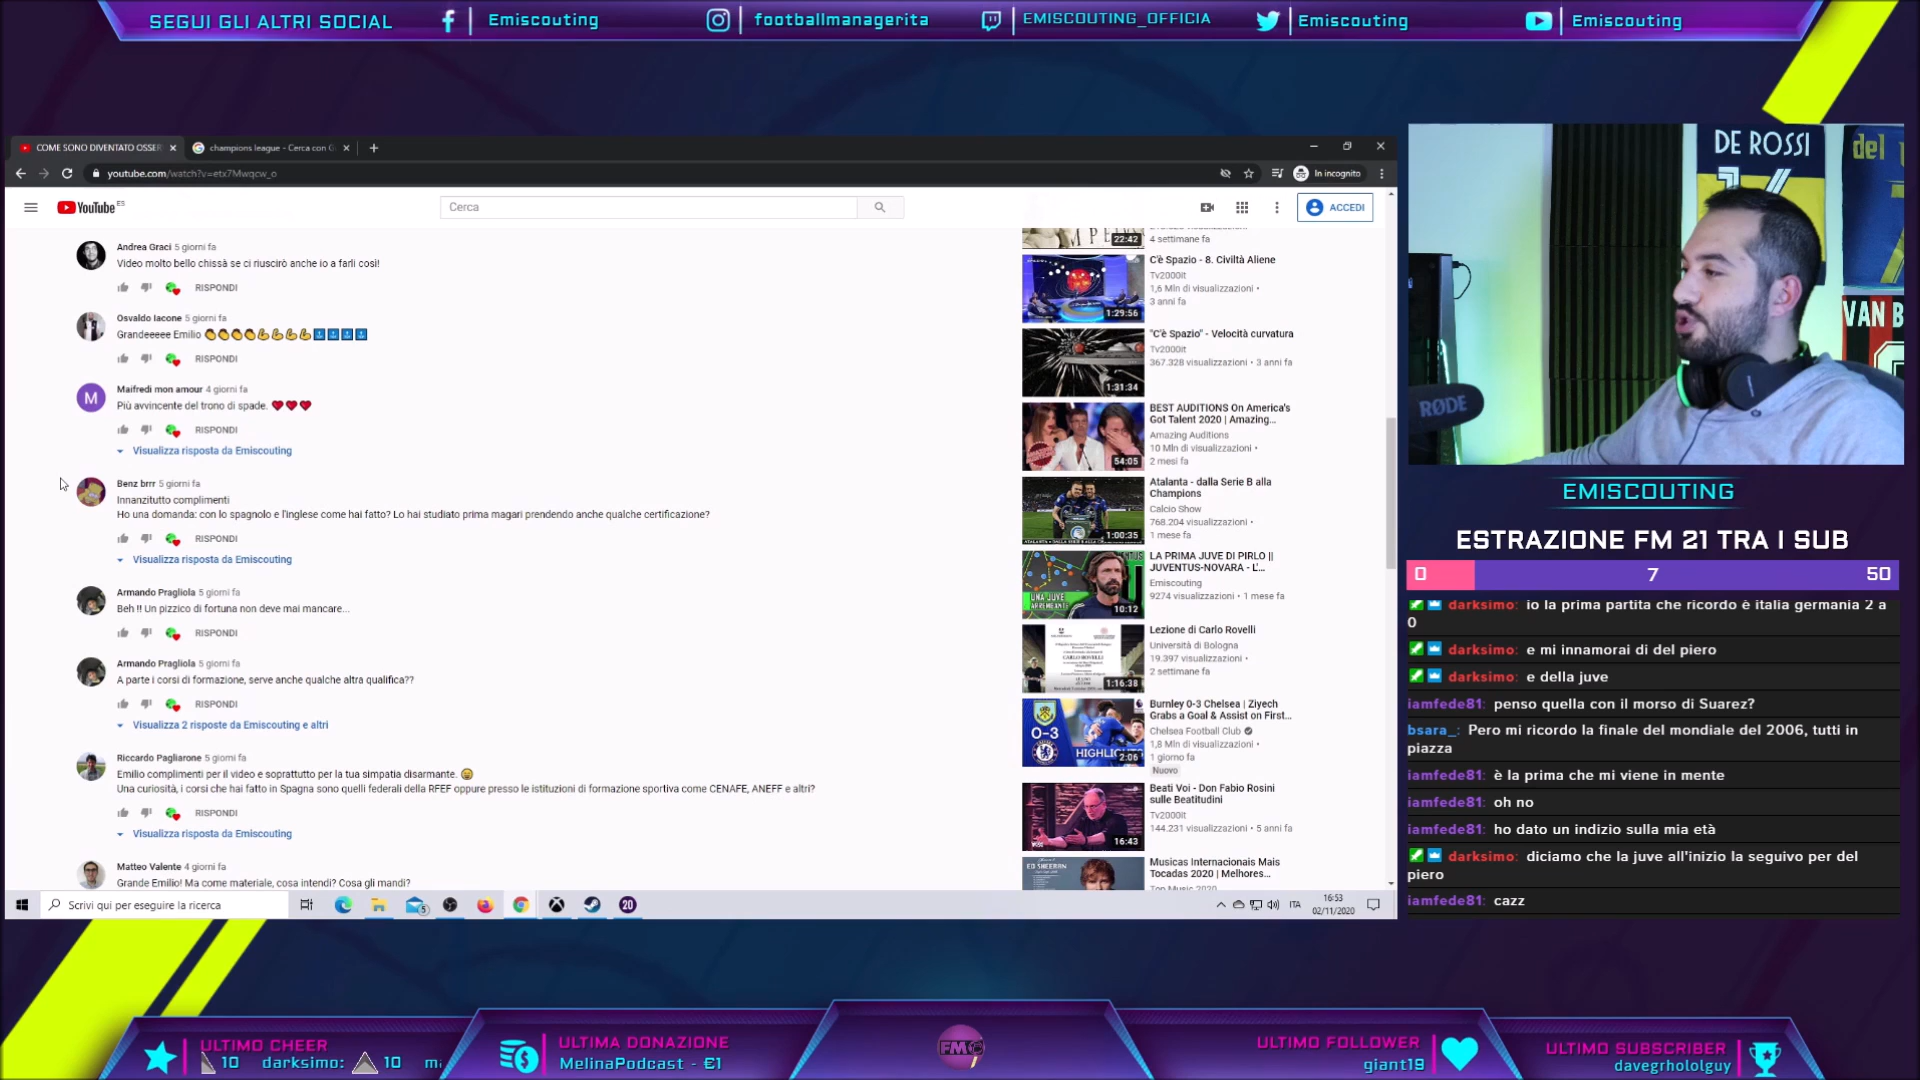 SEGUI GLI ALTRI SOCIAL
Emiscouting
footballmanagerita
EMISCOUTING_OFFICIA
Emiscouting
Emiscouting
COME SONO DIVENTATO OSSER
champions league - Cerca con G
youtube.com/watch?v=etx7Mwqcw_o
In incognito
YouTube ES
Cerca
ACCEDI
Andrea Graci 5 giorni fa
Video molto bello chissà se ci riuscirò anche io a farli così!
RISPONDI
Osvaldo Iacone 5 giorni fa
Grandeeeee Emilio
RISPONDI
Maifredi mon amour 4 giorni fa
Più avvincente del trono di spade.
RISPONDI
Visualizza risposta da Emiscouting
Benz brrr 5 giorni fa
Innanzitutto complimenti
Ho una domanda: con lo spagnolo e l'inglese come hai fatto? Lo hai studiato prima magari prendendo anche qualche certificazione?
RISPONDI
Visualizza risposta da Emiscouting
Armando Pragliola 5 giorni fa
Beh !! Un pizzico di fortuna non deve mai mancare...
RISPONDI
Armando Pragliola 5 giorni fa
A parte i corsi di formazione, serve anche qualche altra qualifica??
RISPONDI
Visualizza 2 risposte da Emiscouting e altri
Riccardo Pagliarone 5 giorni fa
Emilio complimenti per il video e soprattutto per la tua simpatia disarmante.
Una curiosità, i corsi che hai fatto in Spagna sono quelli federali della RFEF oppure presso le istituzioni di formazione sportiva come CENAFE, ANEFF e altri?
RISPONDI
Visualizza risposta da Emiscouting
Matteo Valente 4 giorni fa
Grande Emilio! Ma come materiale, cosa intendi? Cosa gli mandi?
22:42
4 settimane fa
C'è Spazio - 8. Civiltà Aliene
Tv2000it
1,6 Mln di visualizzazioni •
3 anni fa
1:29:56
"C'è Spazio" - Velocità curvatura
Tv2000it
367.328 visualizzazioni • 3 anni fa
1:31:34
BEST AUDITIONS On America's
Got Talent 2020 | Amazing...
Amazing Auditions
10 Mln di visualizzazioni •
2 mesi fa
54:05
Atalanta - dalla Serie B alla
Champions
Calcio Show
768.204 visualizzazioni •
1 mese fa
1:00:35
LA PRIMA JUVE DI PIRLO ||
JUVENTUS-NOVARA - L'...
Emiscouting
9274 visualizzazioni • 1 mese fa
UNA JUVE
ARREMBANTE
10:12
Lezione di Carlo Rovelli
Università di Bologna
19.397 visualizzazioni •
2 settimane fa
1:16:38
Burnley 0-3 Chelsea | Ziyech
Grabs a Goal & Assist on First...
Chelsea Football Club
1,8 Mln di visualizzazioni •
1 giorno fa
Nuovo
0-3
HIGHLIG
2:06
Beati Voi - Don Fabio Rosini
sulle Beatitudini
Tv2000it
144.231 visualizzazioni • 5 anni fa
16:43
Musicas Internacionais Mais
Tocadas 2020 | Melhores...
Top Music 2020
ED SHEERAN
Scrivi qui per eseguire la ricerca
5
20
ITA
16:53
02/11/2020
DE ROSSI
16
del
VAN B
RØDE
EMISCOUTING
ESTRAZIONE FM 21 TRA I SUB
0 7 50
darksimo: io la prima partita che ricordo è italia germania 2 a
0
darksimo: e mi innamorai di del piero
darksimo: e della juve
iamfede81: penso quella con il morso di Suarez?
bsara_: Pero mi ricordo la finale del mondiale del 2006, tutti in
piazza
iamfede81: è la prima che mi viene in mente
iamfede81: oh no
iamfede81: ho dato un indizio sulla mia età
darksimo: diciamo che la juve all'inizio la seguivo per del
piero
iamfede81: cazz
ULTIMO CHEER
10 darksimo: 10
ULTIMA DONAZIONE
MelinaPodcast - €1
FMC
ULTIMO FOLLOWER
giant19
ULTIMO SUBSCRIBER
davegrhololguy